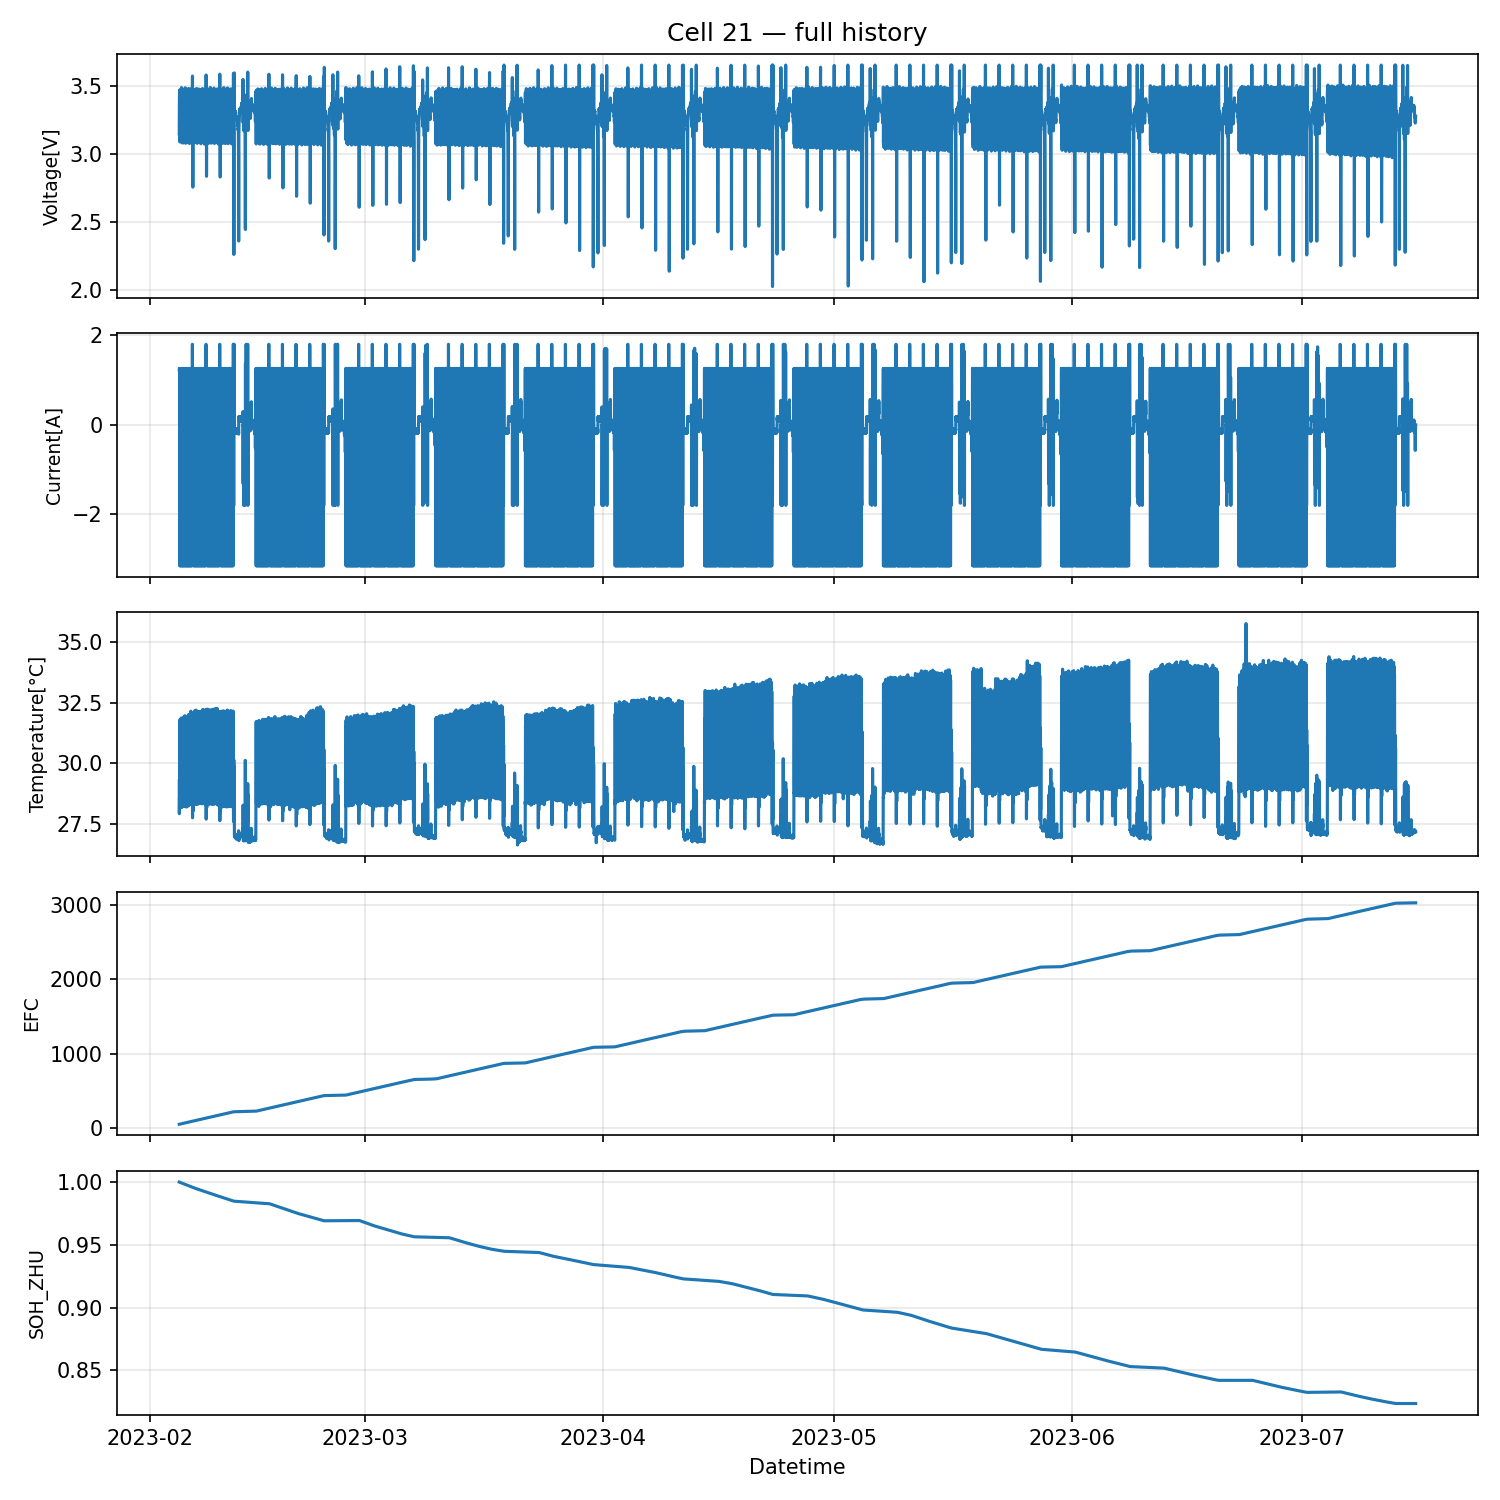 Cell 21 — full history
Voltage[V]
3.5
3.0
2.5
2.0
Current[A]
2
0
−2
Temperature[°C]
35.0
32.5
30.0
27.5
EFC
3000
2000
1000
0
SOH_ZHU
1.00
0.95
0.90
0.85
2023-02 2023-03 2023-04 2023-05 2023-06 2023-07
Datetime